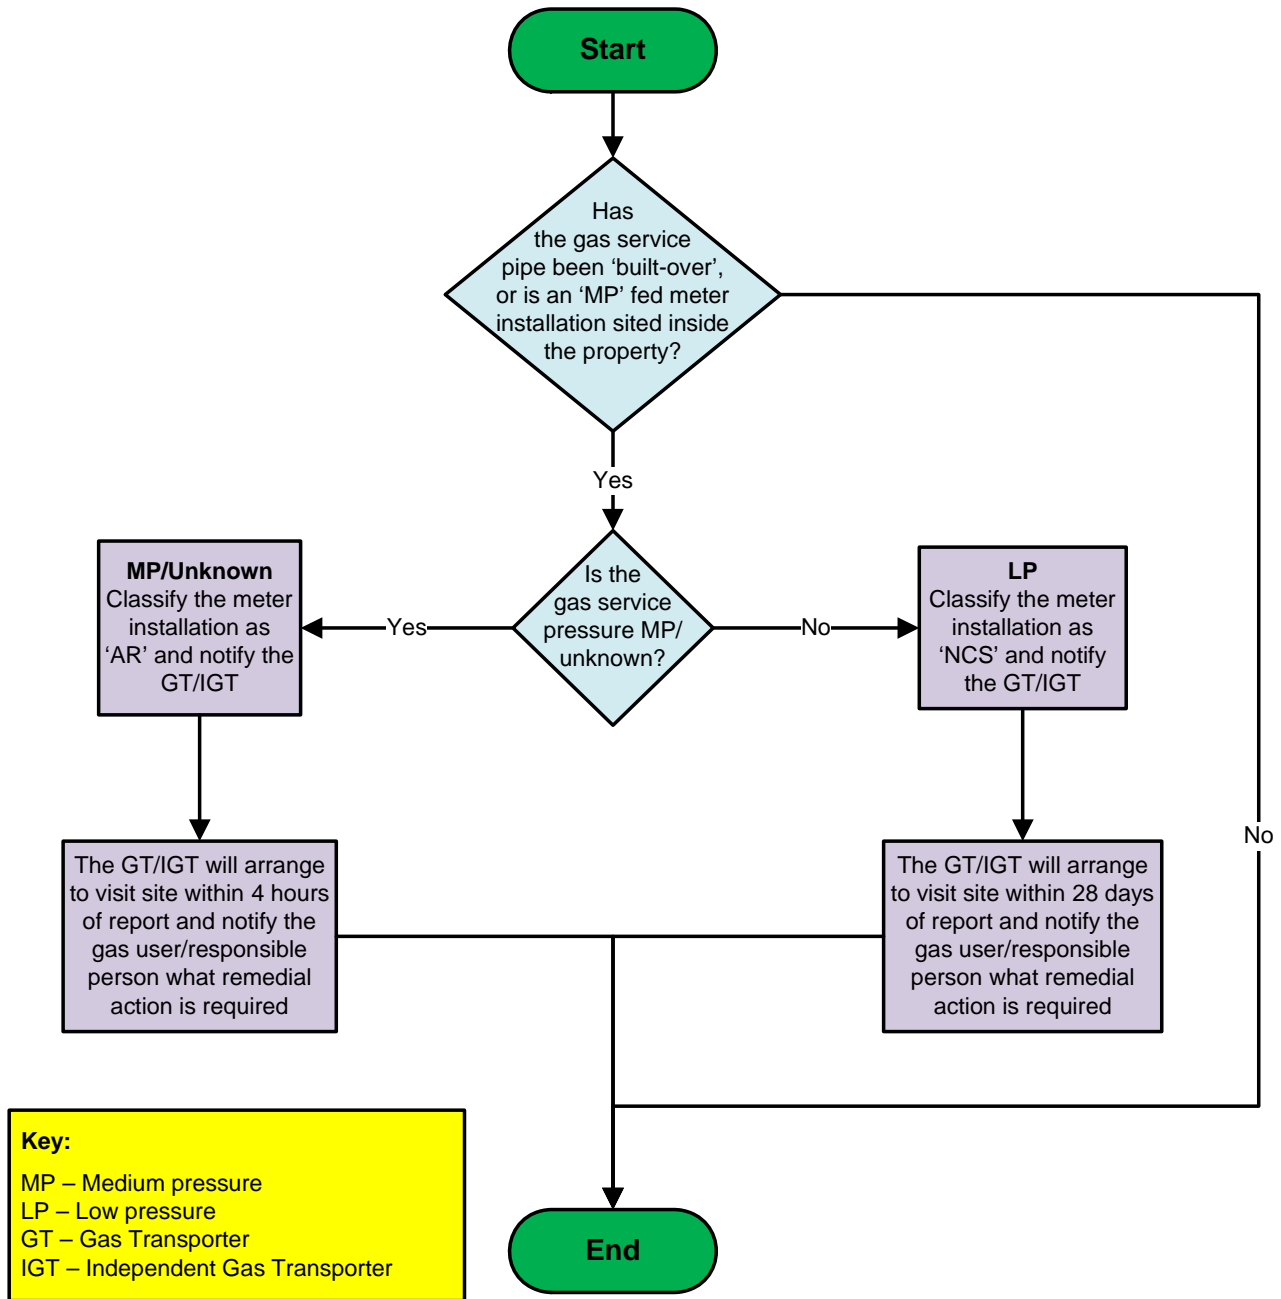 Start
Has
the gas service
pipe been ‘built-over’,
or is an ‘MP’ fed meter
installation sited inside
the property?
Yes
No
Is the
gas service
pressure MP/
unknown?
Yes
No
MP/Unknown
Classify the meter
installation as
‘AR’ and notify the
GT/IGT
LP
Classify the meter
installation as
‘NCS’ and notify
the GT/IGT
The GT/IGT will arrange
to visit site within 4 hours
of report and notify the
gas user/responsible
person what remedial
action is required
The GT/IGT will arrange
to visit site within 28 days
of report and notify the
gas user/responsible
person what remedial
action is required
Key:
MP – Medium pressure
LP – Low pressure
GT – Gas Transporter
IGT – Independent Gas Transporter
End